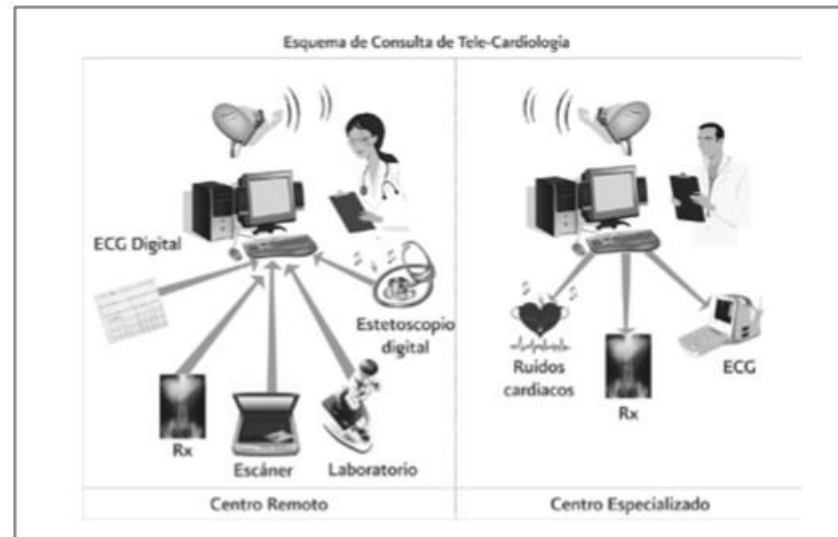 Esquema de Consulta de Tele-Cardiología
ECG Digital
Estetoscopio
digital
Rx
Escáner
Laboratorio
Centro Remoto
Ruidos
cardiacos
Rx
ECG
Centro Especializado